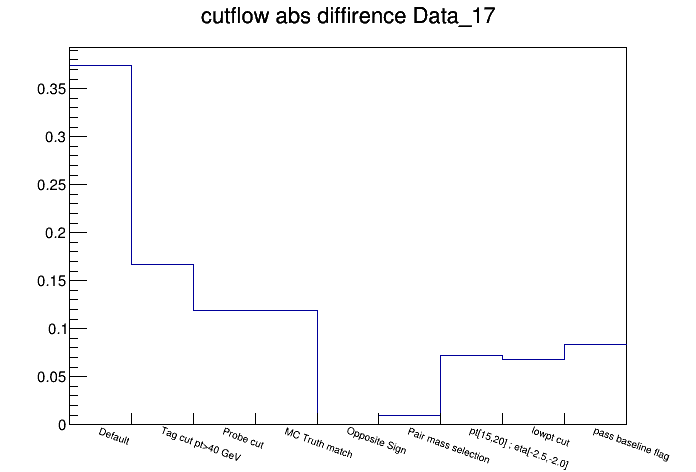 cutflow abs diffirence Data_17
0.35
0.3
0.25
0.2
0.15
0.1
0.05
0
Default
Tag cut pt>40 GeV
Probe cut
MC Truth match
Opposite Sign
Pair mass selection
pt[15,20] : eta[-2.5,-2.0]
lowpt cut
pass baseline flag